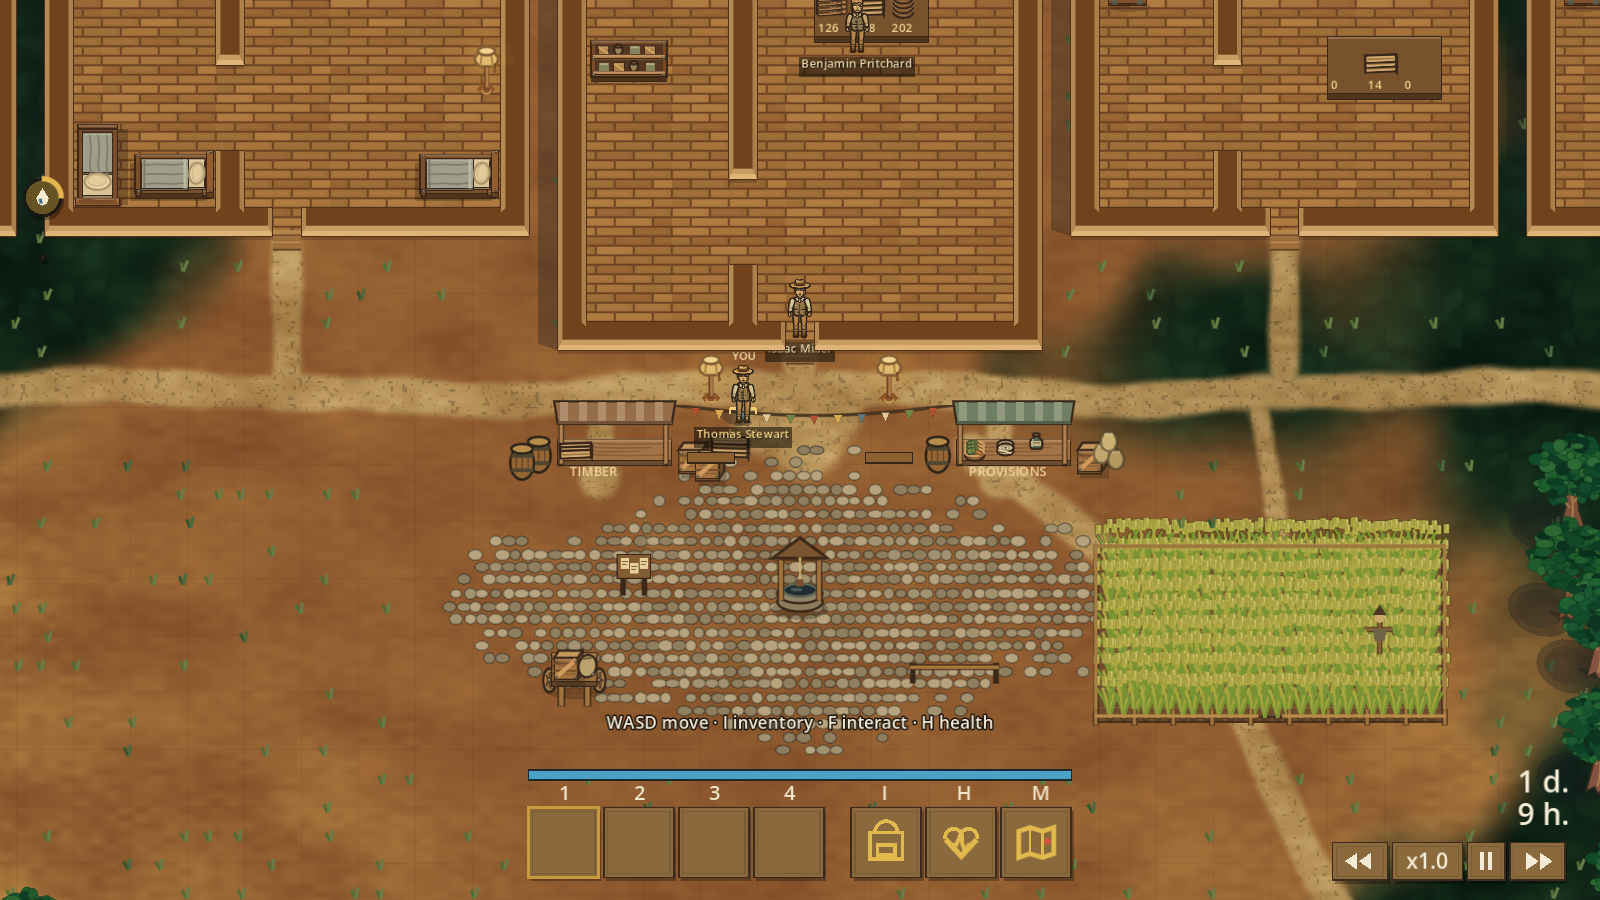 126
202
Benjamin Pritchard
0 14 0
YOU
Thomas Stewart
TIMBER
PROVISIONS
WASD move · I inventory · F interact · H health
1 2 3 4 I H M
1 d.
9 h.
x1.0